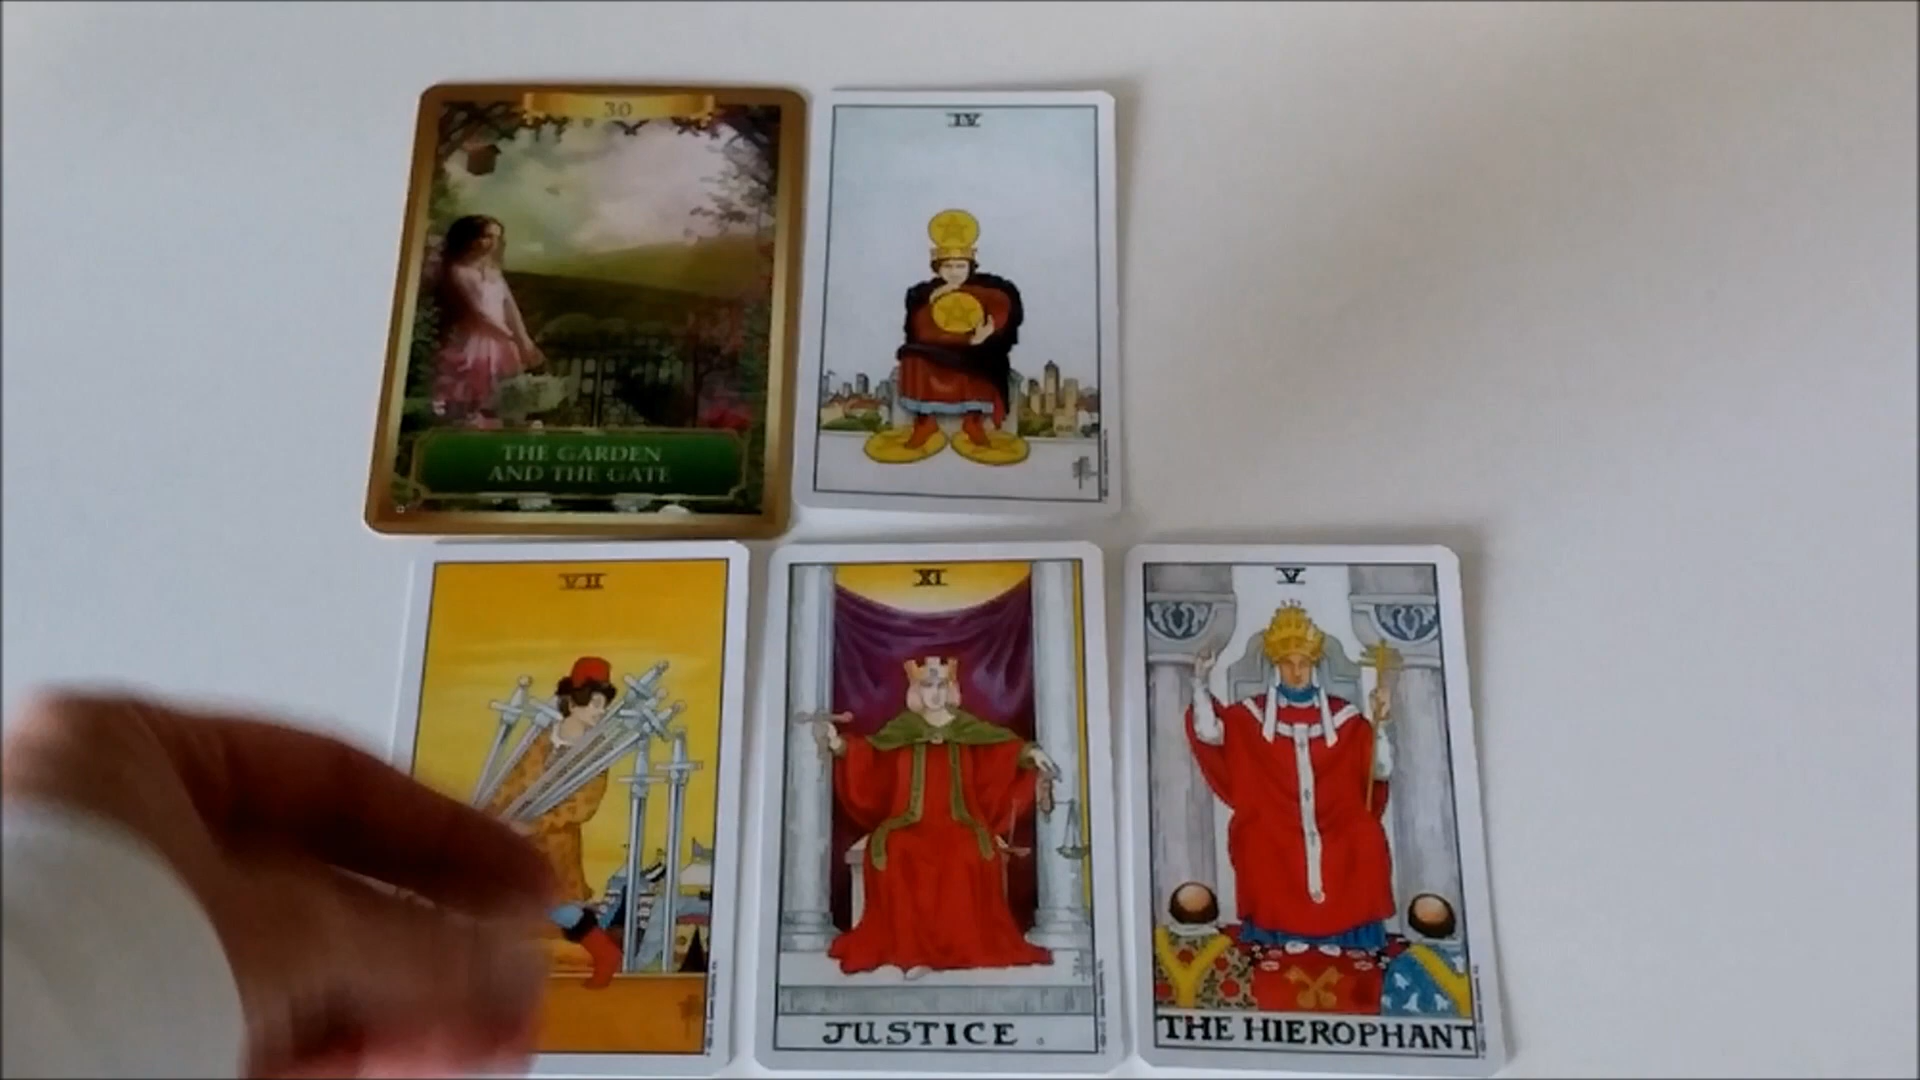 30
THE GARDEN
AND THE GATE
IV
VII
XI
JUSTICE
V
THE HIEROPHANT